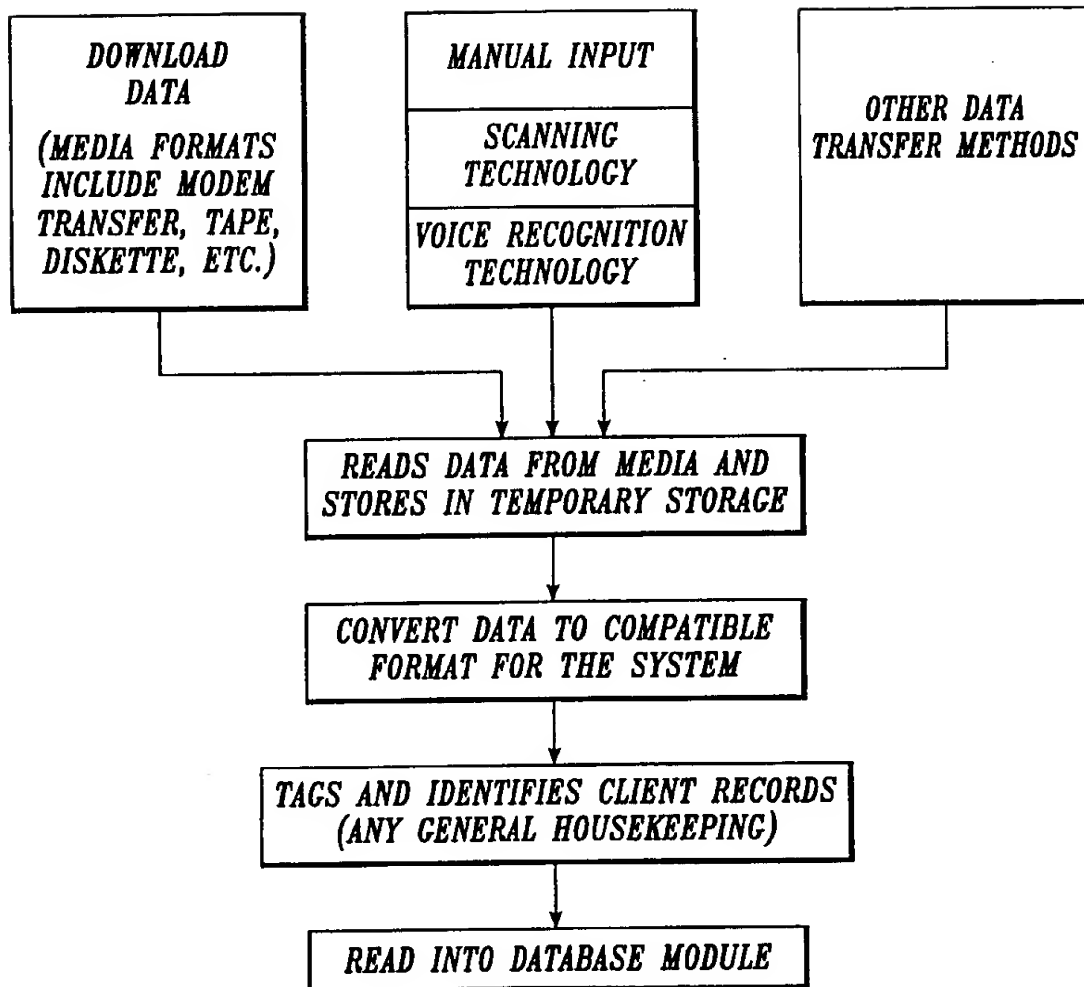 DOWNLOAD
DATA
(MEDIA FORMATS
INCLUDE MODEM
TRANSFER, TAPE,
DISKETTE, ETC.)
MANUAL INPUT
SCANNING
TECHNOLOGY
VOICE RECOGNITION
TECHNOLOGY
OTHER DATA
TRANSFER METHODS
READS DATA FROM MEDIA AND
STORES IN TEMPORARY STORAGE
CONVERT DATA TO COMPATIBLE
FORMAT FOR THE SYSTEM
TAGS AND IDENTIFIES CLIENT RECORDS
(ANY GENERAL HOUSEKEEPING)
READ INTO DATABASE MODULE